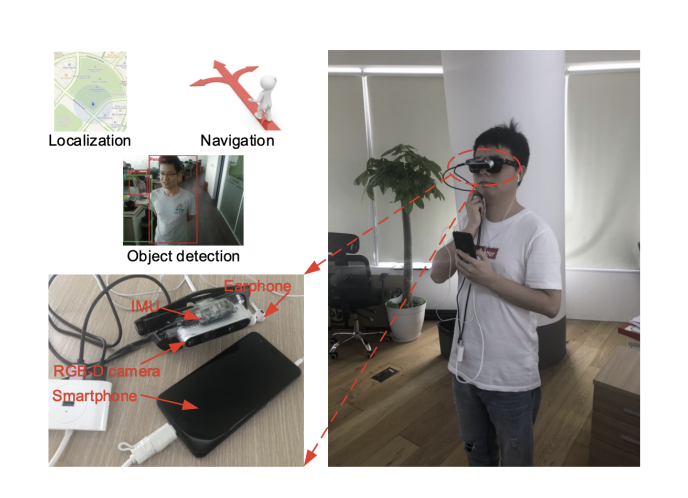 Localization
Navigation
Object detection
Earphone
IMU
RGB-D camera
Smartphone